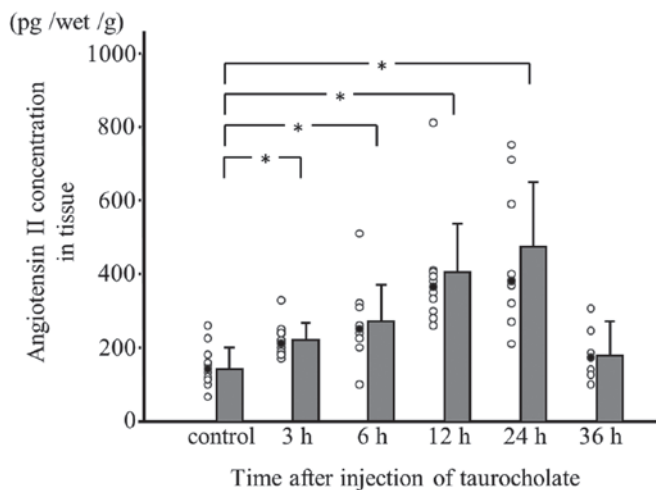 (pg /wet /g)
1000
800
600
400
200
0
Angiotensin II concentration
in tissue
*
*
*
*
control 3 h 6 h 12 h 24 h 36 h
Time after injection of taurocholate